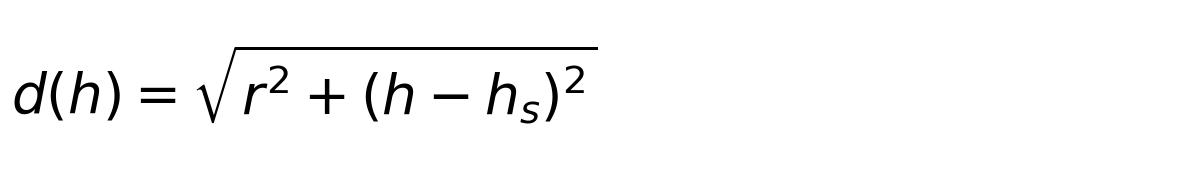 d(h) = √(r² + (h − hₛ)²)